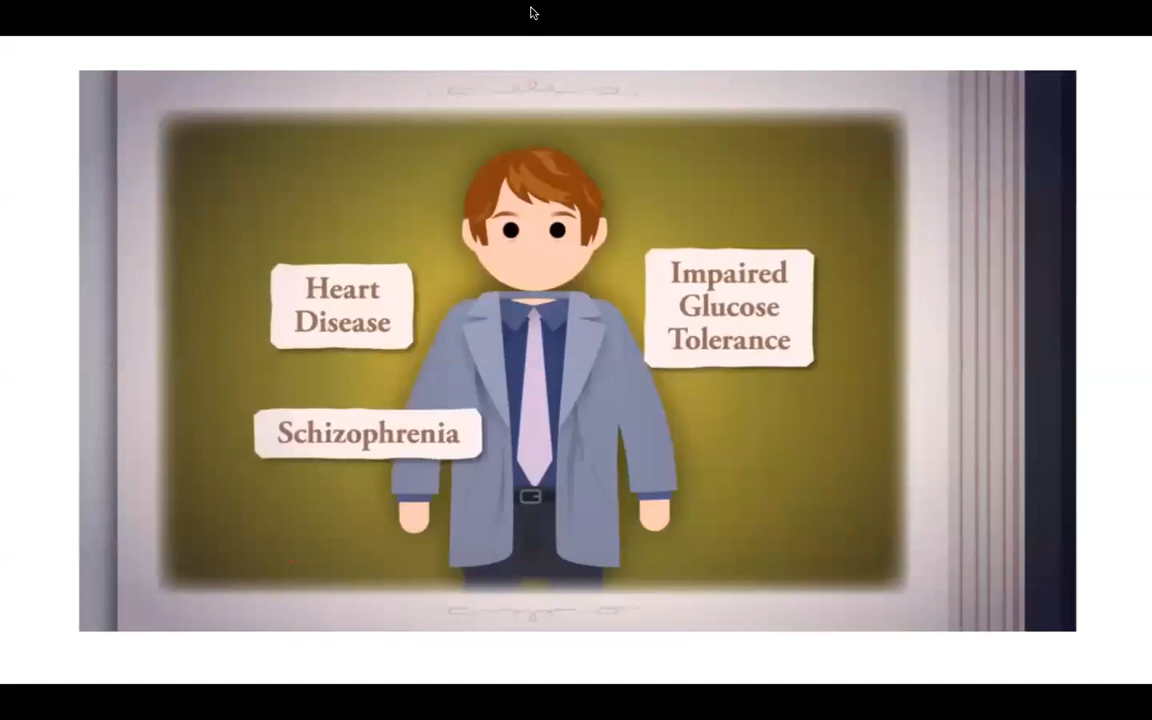 Heart
Disease
Impaired
Glucose
Tolerance
Schizophrenia